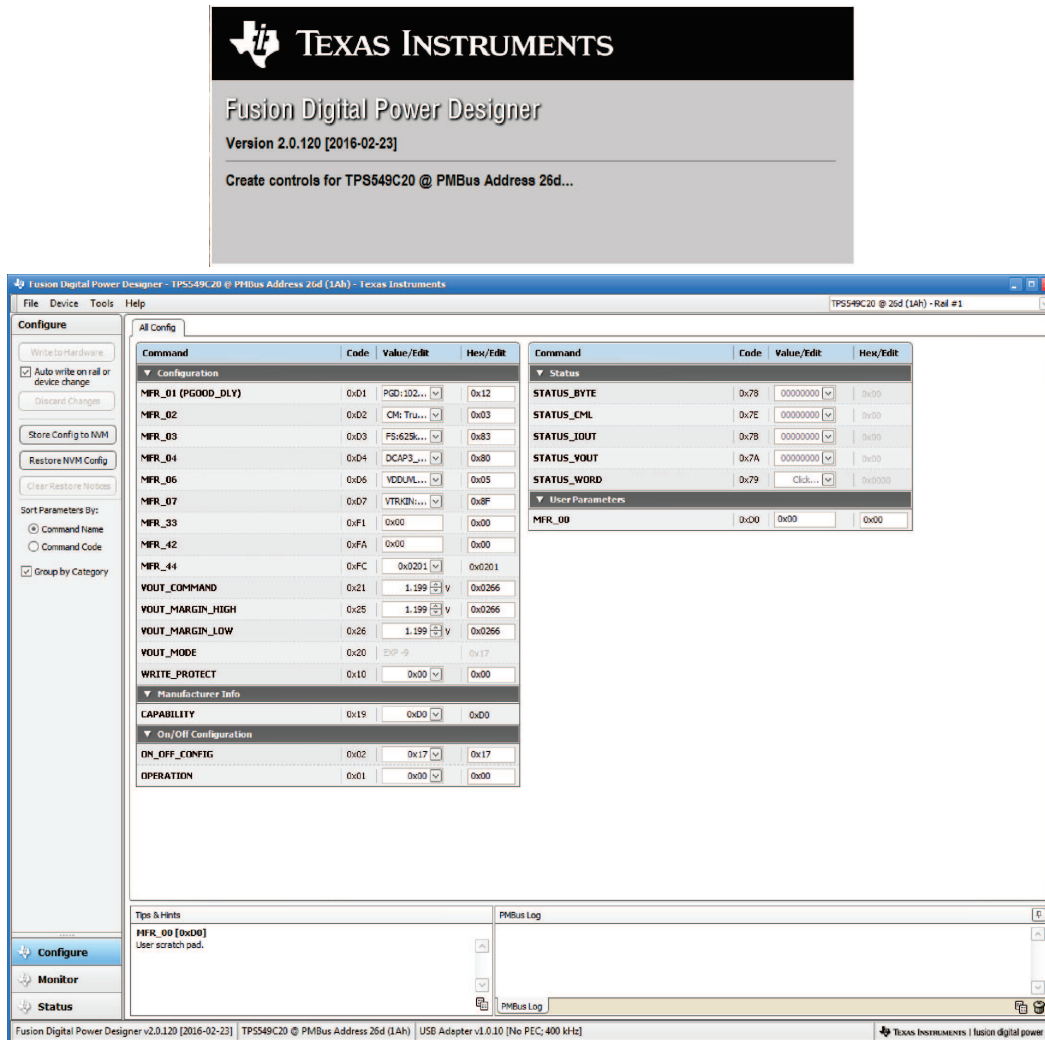 TEXAS INSTRUMENTS
Fusion Digital Power Designer
Version 2.0.120 [2016-02-23]
Create controls for TPS549C20 @ PMBus Address 26d...
Fusion Digital Power Designer - TPS549C20 @ PMBus Address 26d (1Ah) - Texas Instruments
File Device Tools Help
TPS549C20 @ 26d (1Ah) - Rail #1
Configure
Write to Hardware
Auto write on rail or
device change
Discard Changes
Store Config to NVM
Restore NVM Config
Clear Restore Notices
Sort Parameters By:
Command Name
Command Code
Group by Category
All Config
Command Code Value/Edit Hex/Edit
Configuration
MFR_01 (PGOOD_DLY) 0xD1 PGD:102... 0x12
MFR_02 0xD2 CM: Tru... 0x03
MFR_03 0xD3 FS:625k... 0x83
MFR_04 0xD4 DCAP3_... 0x80
MFR_06 0xD6 VDDUVL... 0x05
MFR_07 0xD7 VTRKIN:... 0x8F
MFR_33 0xF1 0x00 0x00
MFR_42 0xFA 0x00 0x00
MFR_44 0xFC 0x0201 0x0201
VOUT_COMMAND 0x21 1.199 V 0x0266
VOUT_MARGIN_HIGH 0x25 1.199 V 0x0266
VOUT_MARGIN_LOW 0x26 1.199 V 0x0266
VOUT_MODE 0x20 EXP -9 0x17
WRITE_PROTECT 0x10 0x00 0x00
Manufacturer Info
CAPABILITY 0x19 0xD0 0xD0
On/Off Configuration
ON_OFF_CONFIG 0x02 0x17 0x17
OPERATION 0x01 0x00 0x00
Command Code Value/Edit Hex/Edit
Status
STATUS_BYTE 0x78 00000000 0x00
STATUS_CML 0x7E 00000000 0x00
STATUS_IOUT 0x7B 00000000 0x00
STATUS_VOUT 0x7A 00000000 0x00
STATUS_WORD 0x79 Click... 0x0000
User Parameters
MFR_00 0xD0 0x00 0x00
Tips & Hints
MFR_00 [0xD0]
User scratch pad.
PMBus Log
PMBus Log
Configure
Monitor
Status
Fusion Digital Power Designer v2.0.120 [2016-02-23] TPS549C20 @ PMBus Address 26d (1Ah) USB Adapter v1.0.10 [No PEC; 400 kHz] TEXAS INSTRUMENTS | fusion digital power